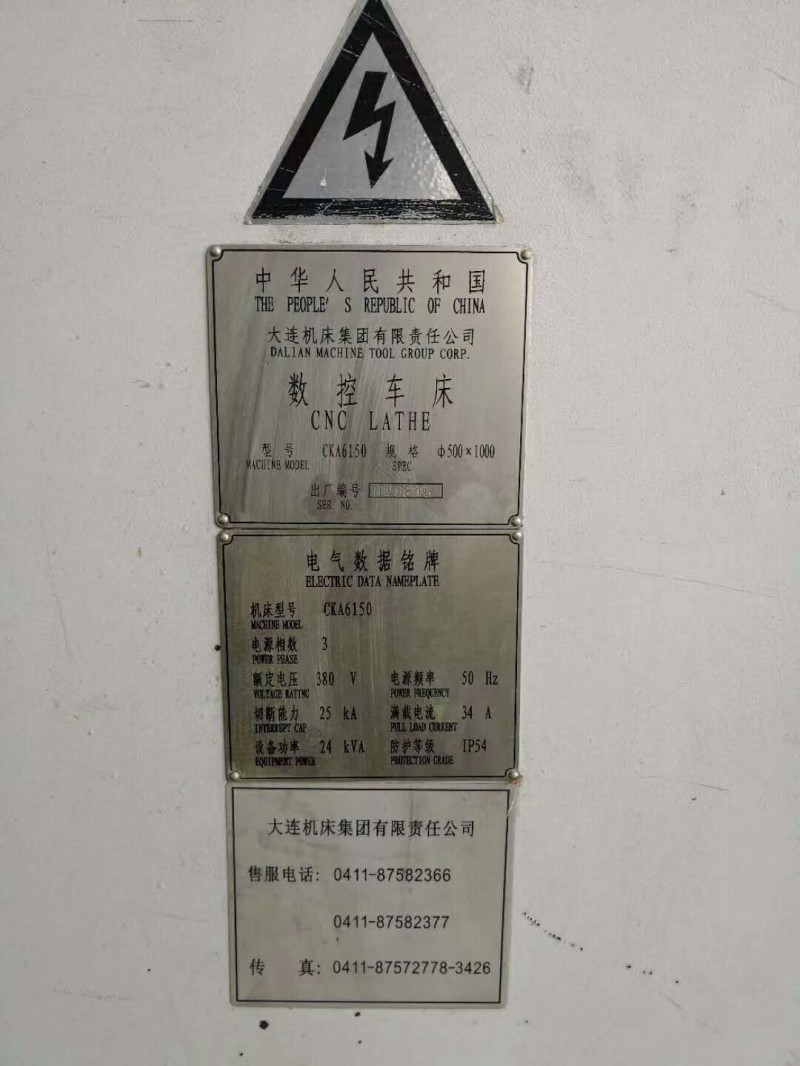 中华人民共和国
THE PEOPLE'S REPUBLIC OF CHINA
大连机床集团有限责任公司
DALIAN MACHINE TOOL GROUP CORP.
数控车床
CNC LATHE
型号 CKA6150 规格 φ500×1000
MACHINE MODEL SPEC
出厂编号
SER. NO.
电气数据铭牌
ELECTRIC DATA NAMEPLATE
机床型号 CKA6150
MACHINE MODEL
电源相数 3
POWER PHASE
额定电压 380 V 电源频率 50 Hz
VOLTAGE RATING POWER FREQUENCY
切断能力 25 kA 满载电流 34 A
INTERRUPT CAP FULL LOAD CURRENT
设备功率 24 kVA 防护等级 IP54
EQUIPMENT POWER PROTECTION GRADE
大连机床集团有限责任公司
售服电话: 0411-87582366
0411-87582377
传 真: 0411-87572778-3426